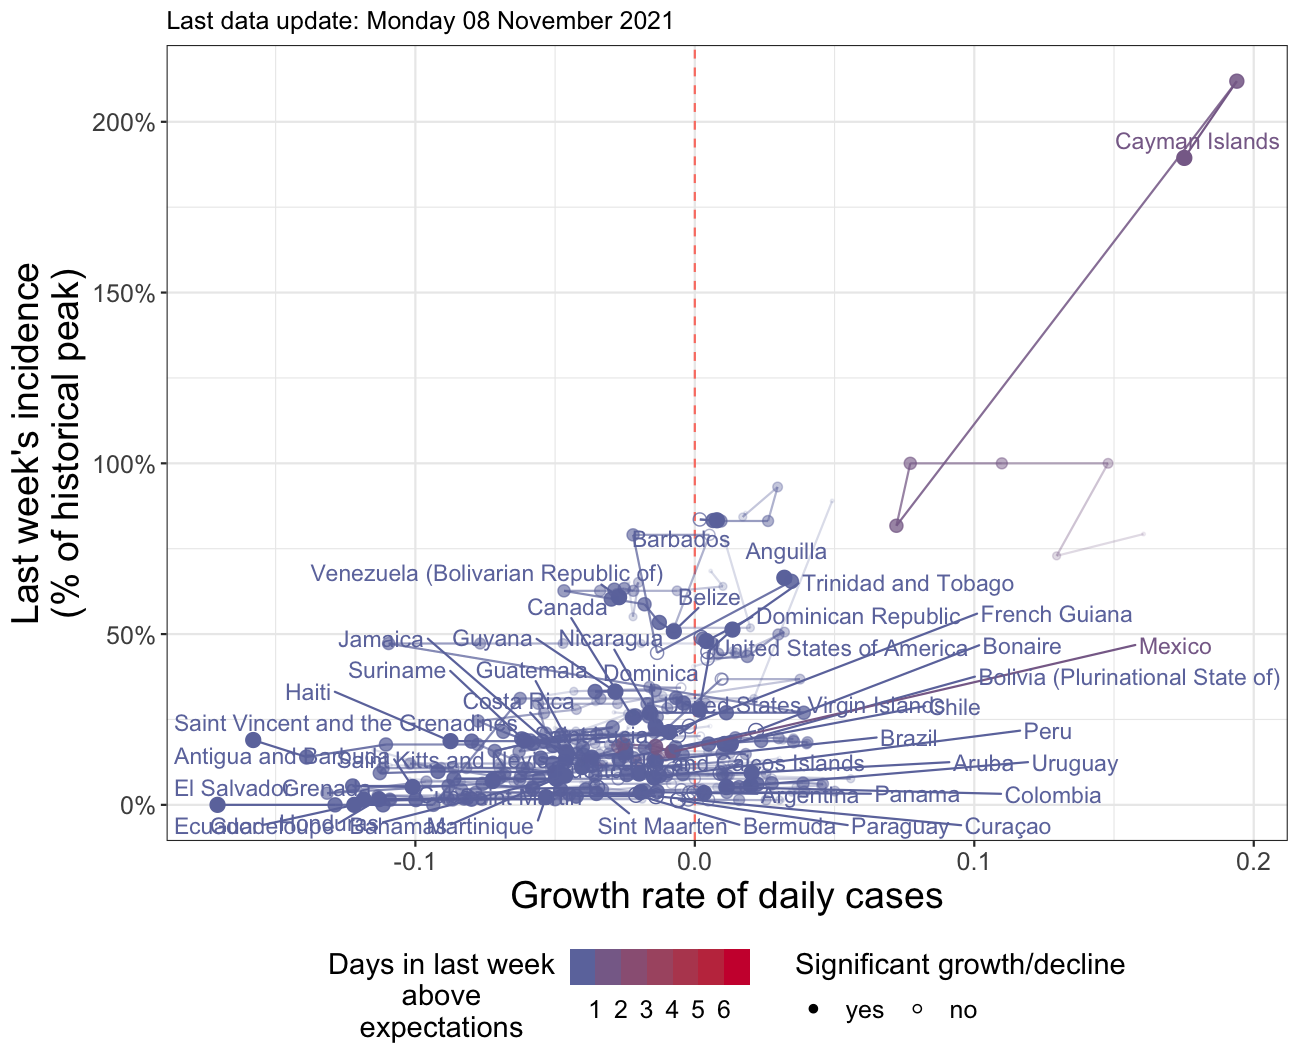 Last data update: Monday 08 November 2021
Last week's incidence
(% of historical peak)
200%
150%
100%
50%
0%
Cayman Islands
Barbados
Anguilla
Venezuela (Bolivarian Republic of)
Trinidad and Tobago
Belize
Canada
Dominican Republic
French Guiana
Jamaica
Guyana
Nicaragua
United States of America
Bonaire
Mexico
Suriname
Guatemala
Dominica
Bolivia (Plurinational State of)
Haiti
Costa Rica
United States Virgin Islands
Chile
Saint Vincent and the Grenadines
Peru
Brazil
Antigua and Barbuda
Saint Kitts and Nevis
and Caicos Islands
Aruba
Uruguay
El Salvador
Grenada
Saint Martin
Argentina
Panama
Colombia
Ecuador
Guadeloupe
Honduras
Bahamas
Martinique
Sint Maarten
Bermuda
Paraguay
Curaçao
-0.1
0.0
0.1
0.2
Growth rate of daily cases
Days in last week
above
expectations
1 2 3 4 5 6
Significant growth/decline
yes
no